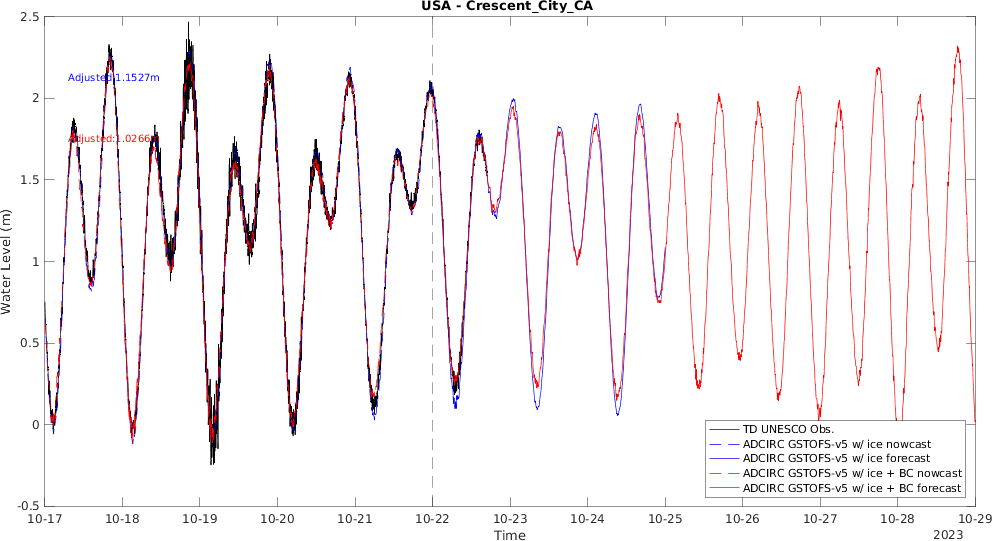 USA - Crescent_City_CA
2.5
2
1.5
1
0.5
0
-0.5
Water Level (m)
Adjusted:1.1527m
Adjusted:1.0266m
TD UNESCO Obs.
ADCIRC GSTOFS-v5 w/ ice nowcast
ADCIRC GSTOFS-v5 w/ ice forecast
ADCIRC GSTOFS-v5 w/ ice + BC nowcast
ADCIRC GSTOFS-v5 w/ ice + BC forecast
10-17 10-18 10-19 10-20 10-21 10-22 10-23 10-24 10-25 10-26 10-27 10-28 10-29
Time
2023